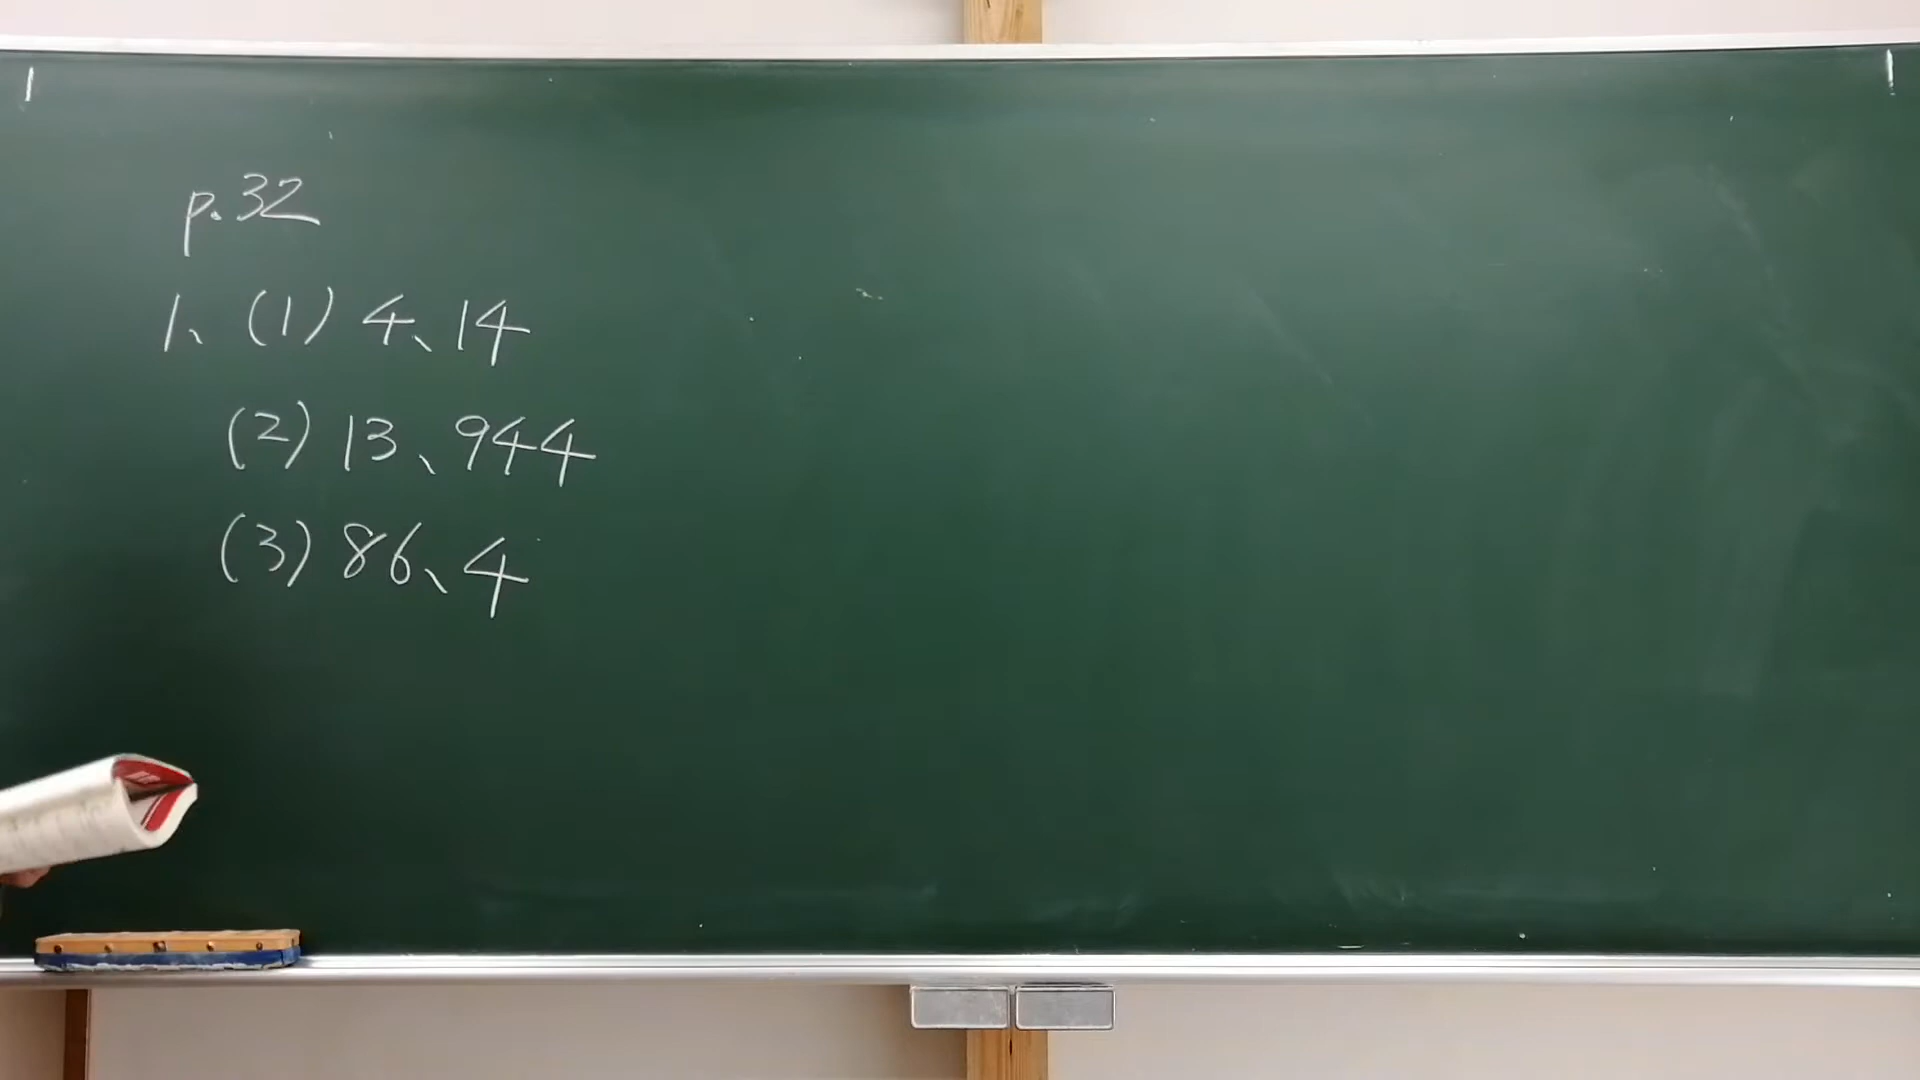 p.32
1、(1) 4、14
(2) 13、944
(3) 86、4